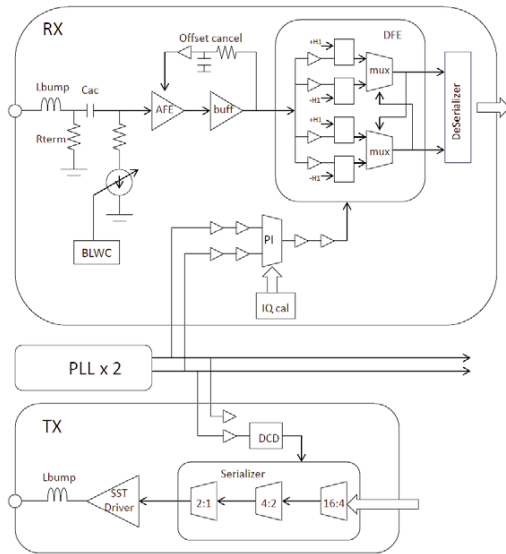 RX
Offset cancel
DFE
Lbump
Cac
+H1
mux
-H1
AFE
buff
DeSerializer
Rterm
+H1
mux
-H1
BLWC
PI
IQ cal
PLL x 2
TX
DCD
Lbump
Serializer
SST
Driver
2:1
4:2
16:4